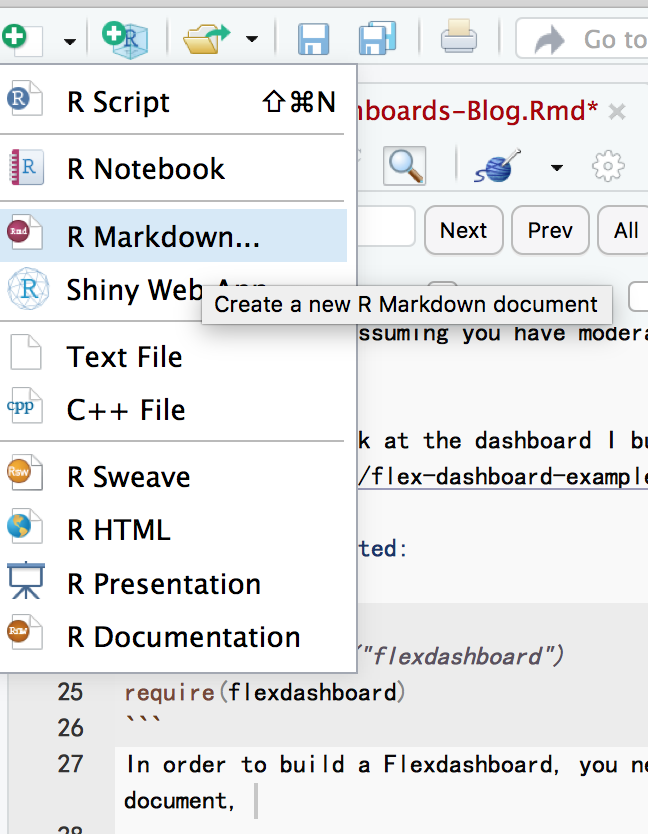 Go to
R Script ⇧⌘N
hboards-Blog.Rmd* ×
R Notebook
R Markdown...
Next Prev All
Shiny Web App
Create a new R Markdown document
ssuming you have modera
Text File
C++ File
k at the dashboard I bu
/flex-dashboard-example
R Sweave
R HTML
ted:
R Presentation
R Documentation
("flexdashboard")
25 require(flexdashboard)
26 ```
27 In order to build a Flexdashboard, you ne
document,
28